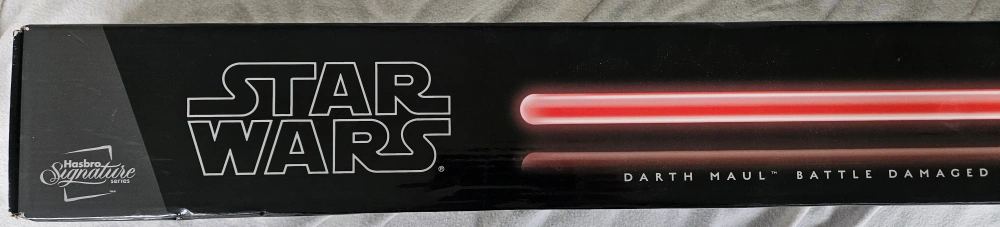 STAR
WARS®
Hasbro
Signature
series
DARTH MAUL™ BATTLE DAMAGED